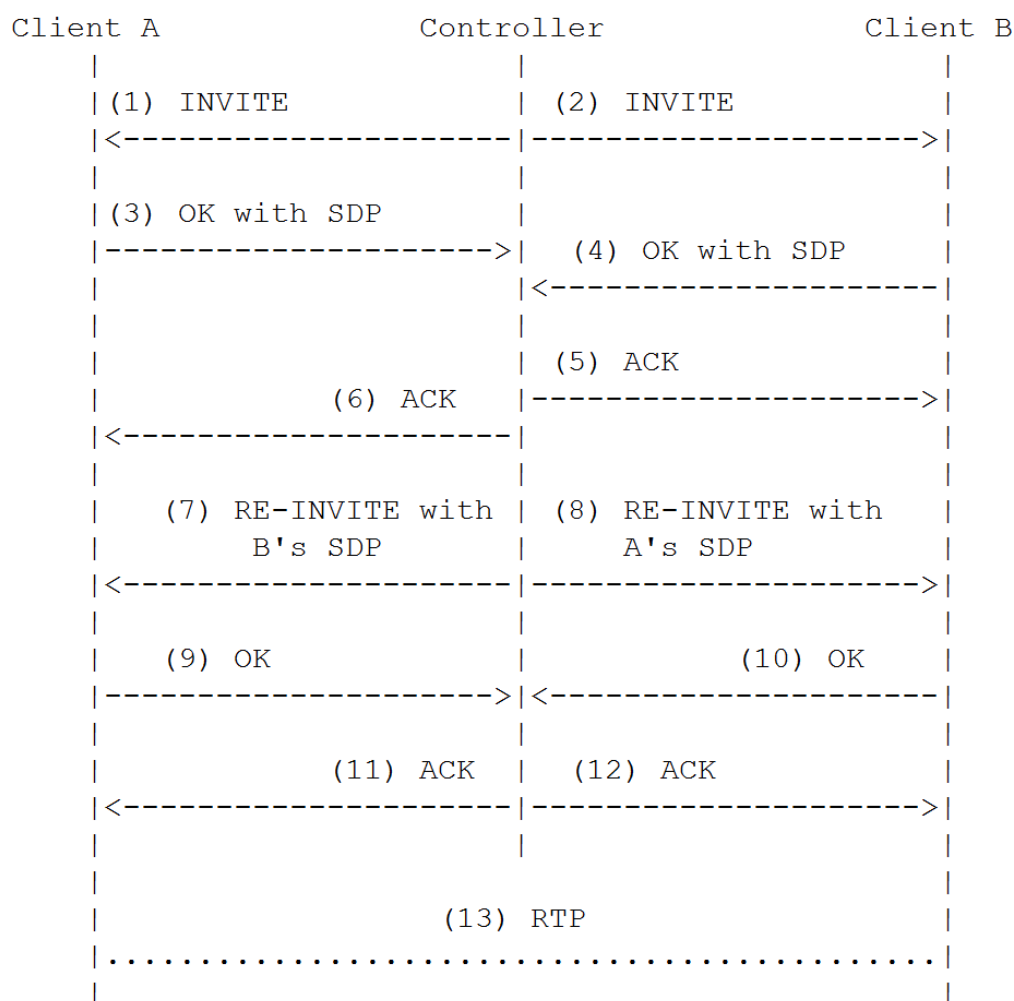 Client A Controller Client B
(1) INVITE (2) INVITE
(3) OK with SDP
(4) OK with SDP
(5) ACK
(6) ACK
(7) RE-INVITE with (8) RE-INVITE with
B's SDP A's SDP
(9) OK (10) OK
(11) ACK (12) ACK
(13) RTP